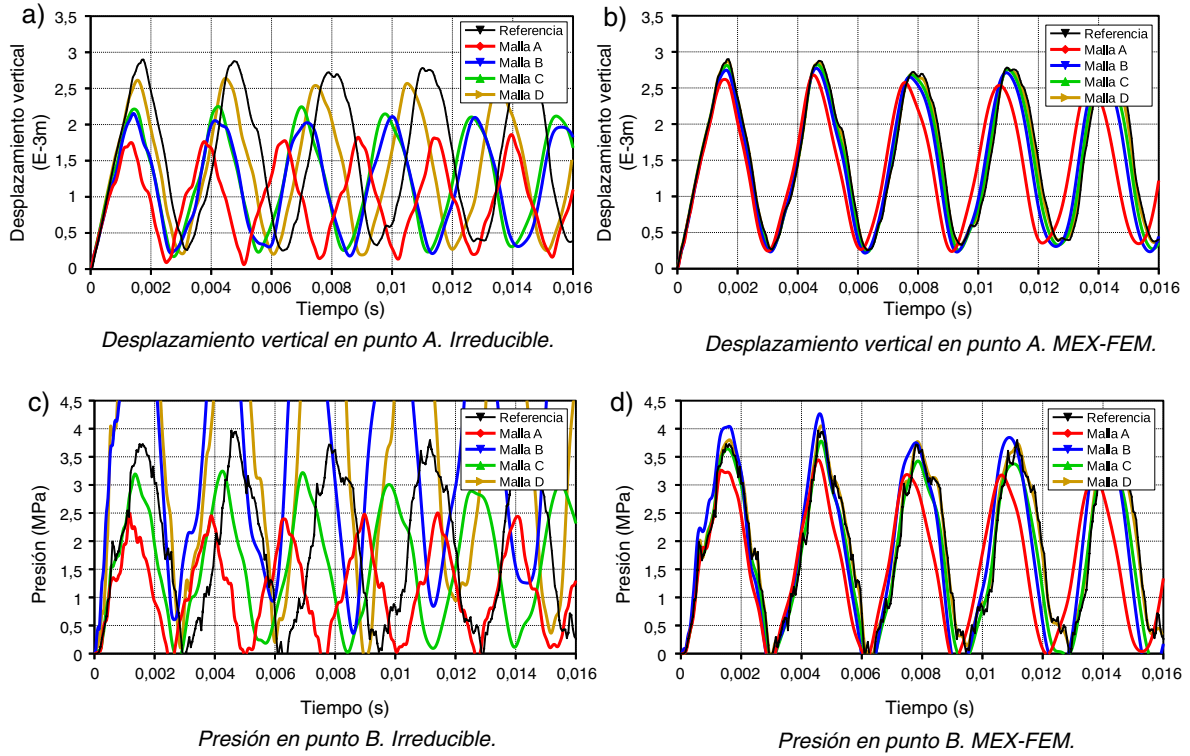 a)
3,5
3
2,5
2
1,5
1
0,5
0
Desplazamiento vertical
(E-3m)
Referencia
Malla A
Malla B
Malla C
Malla D
0
0,002
0,004
0,006
0,008
0,01
0,012
0,014
0,016
Tiempo (s)
Desplazamiento vertical en punto A. Irreducible.
b)
3,5
3
2,5
2
1,5
1
0,5
0
Desplazamiento vertical
(E-3m)
Referencia
Malla A
Malla B
Malla C
Malla D
0
0,002
0,004
0,006
0,008
0,01
0,012
0,014
0,016
Tiempo (s)
Desplazamiento vertical en punto A. MEX-FEM.
c)
4,5
4
3,5
3
2,5
2
1,5
1
0,5
0
Presión (MPa)
Referencia
Malla A
Malla B
Malla C
Malla D
0
0,002
0,004
0,006
0,008
0,01
0,012
0,014
0,016
Tiempo (s)
Presión en punto B. Irreducible.
d)
4,5
4
3,5
3
2,5
2
1,5
1
0,5
0
Presión (MPa)
Referencia
Malla A
Malla B
Malla C
Malla D
0
0,002
0,004
0,006
0,008
0,01
0,012
0,014
0,016
Tiempo (s)
Presión en punto B. MEX-FEM.